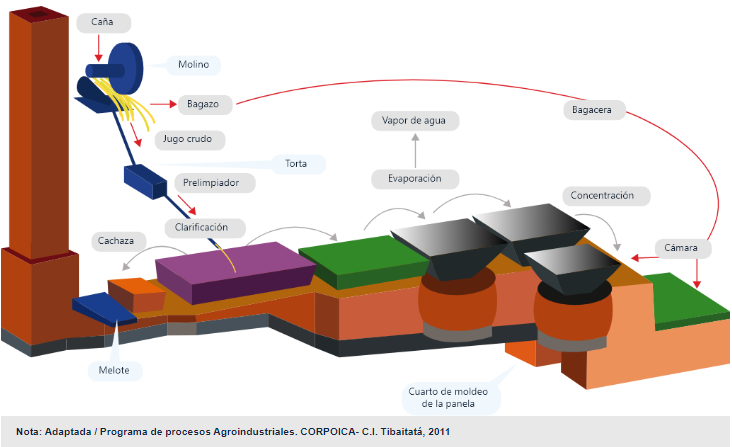 Caña
Molino
Bagazo
Bagacera
Vapor de agua
Jugo crudo
Torta
Prelimpiador
Evaporación
Concentración
Clarificación
Cachaza
Cámara
Melote
Cuarto de moldeo
de la panela
Nota: Adaptada / Programa de procesos Agroindustriales. CORPOICA- C.I. Tibaitatá, 2011